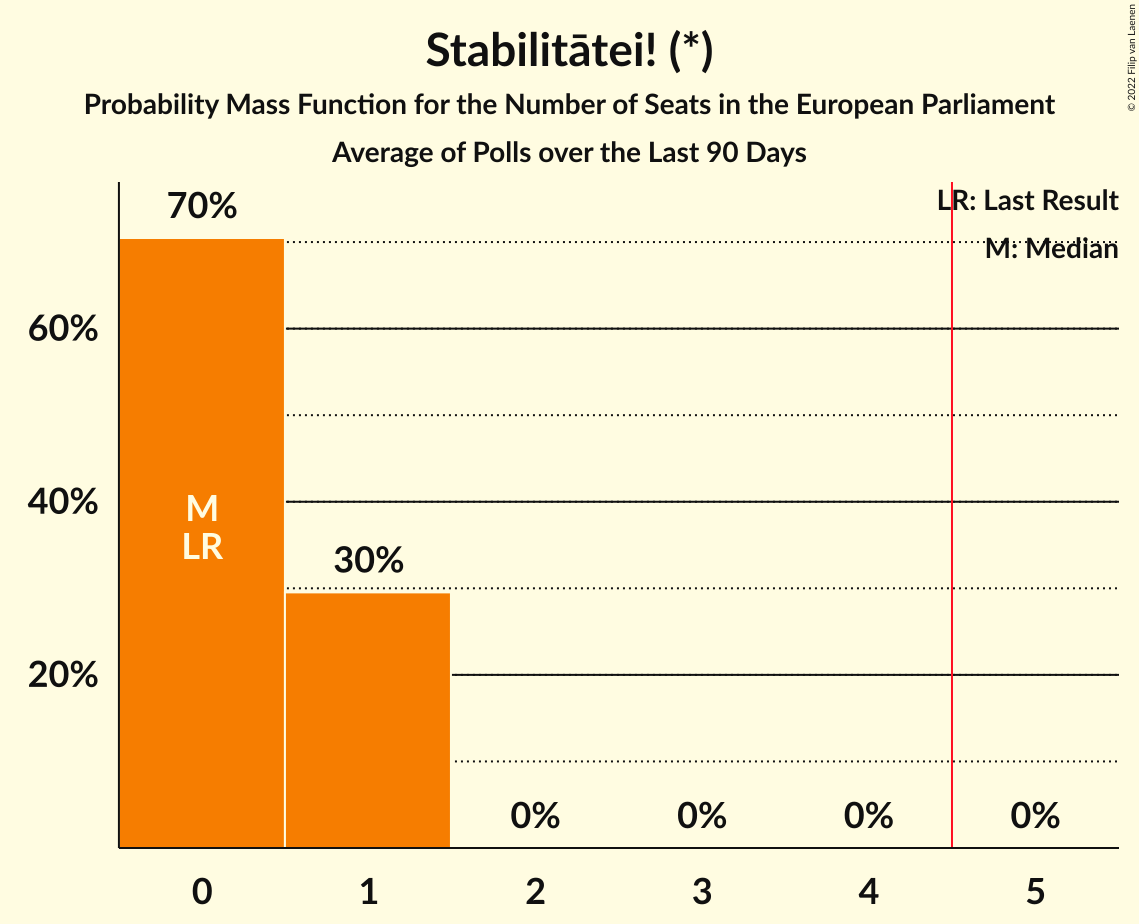 Stabilitātei! (*)
Probability Mass Function for the Number of Seats in the European Parliament
Average of Polls over the Last 90 Days
© 2022 Filip van Laenen
LR: Last Result
M: Median
70%
60%
40%
20%
M
LR
30%
0%
0%
0%
0%
0
1
2
3
4
5